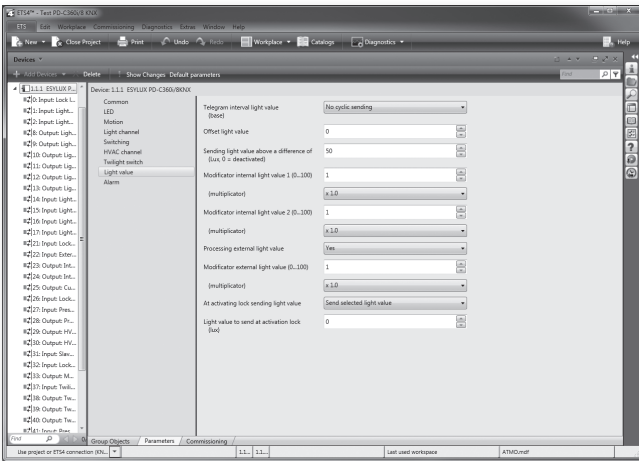 ETS4™ - Test PD-C360i/8 KNX
ETS Edit Workplace Commissioning Diagnostics Extras Window Help
New Close Project Print Undo Redo Workplace Catalogs Diagnostics Help
Devices
Add Devices Delete Show Changes Default parameters Find
1.1.1 ESYLUX P...
0: Input: Lock l...
1: Input: Light...
2: Input: Light...
8: Output: Ligh...
9: Output: Ligh...
10: Output: Lig...
11: Output: Lig...
12: Output: Lig...
13: Output: Lig...
14: Input: Light...
15: Input: Light...
16: Input: Light...
17: Input: Light...
21: Input: Lock...
22: Input: Exter...
23: Output: Int...
24: Output: Int...
25: Output: Cu...
26: Input: Lock...
27: Input: Pres...
28: Output: Pr...
29: Output: HV...
30: Output: HV...
31: Input: Slav...
32: Input: Lock...
33: Output: M...
37: Input: Twili...
38: Output: Tw...
39: Output: Tw...
40: Output: Tw...
41: Input: Pres...
Find
Device: 1.1.1 ESYLUX PD-C360i/8KNX
Common
LED
Motion
Light channel
Switching
HVAC channel
Twilight switch
Light value
Alarm
Telegram interval light value
(base)
No cyclic sending
Offset light value
0
Sending light value above a difference of
(Lux, 0 = deactivated)
50
Modificator internal light value 1 (0...100)
1
(multiplicator)
x 1.0
Modificator internal light value 2 (0...100)
1
(multiplicator)
x 1.0
Processing external light value
Yes
Modificator external light value (0...100)
1
(multiplicator)
x 1.0
At activating lock sending light value
Send selected light value
Light value to send at activation lock
(lux)
0
Group Objects Parameters Commissioning
Use project or ETS4 connection (KN... 1.1... 1.1... Last used workspace ATMO.mdf